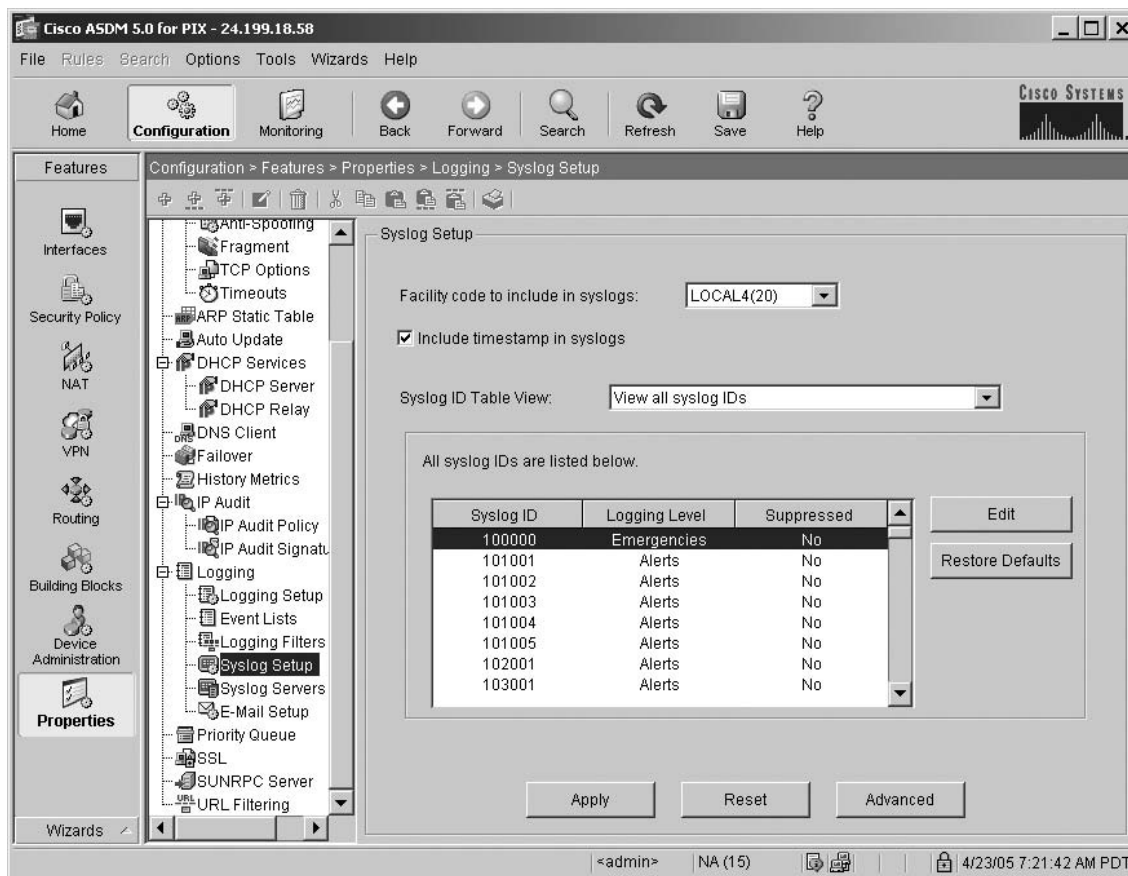 Cisco ASDM 5.0 for PIX - 24.199.18.58
File Rules Search Options Tools Wizards Help
Home Configuration Monitoring Back Forward Search Refresh Save Help
CISCO SYSTEMS
Features
Configuration > Features > Properties > Logging > Syslog Setup
Interfaces
Security Policy
NAT
VPN
Routing
Building Blocks
Device
Administration
Properties
Wizards
Anti-Spoofing
Fragment
TCP Options
Timeouts
ARP Static Table
Auto Update
DHCP Services
DHCP Server
DHCP Relay
DNS Client
Failover
History Metrics
IP Audit
IP Audit Policy
IP Audit Signatu
Logging
Logging Setup
Event Lists
Logging Filters
Syslog Setup
Syslog Servers
E-Mail Setup
Priority Queue
SSL
SUNRPC Server
URL Filtering
Syslog Setup
Facility code to include in syslogs: LOCAL4(20)
Include timestamp in syslogs
Syslog ID Table View: View all syslog IDs
All syslog IDs are listed below.
Syslog ID Logging Level Suppressed
100000 Emergencies No
101001 Alerts No
101002 Alerts No
101003 Alerts No
101004 Alerts No
101005 Alerts No
102001 Alerts No
103001 Alerts No
Edit
Restore Defaults
Apply Reset Advanced
<admin> NA (15) 4/23/05 7:21:42 AM PDT